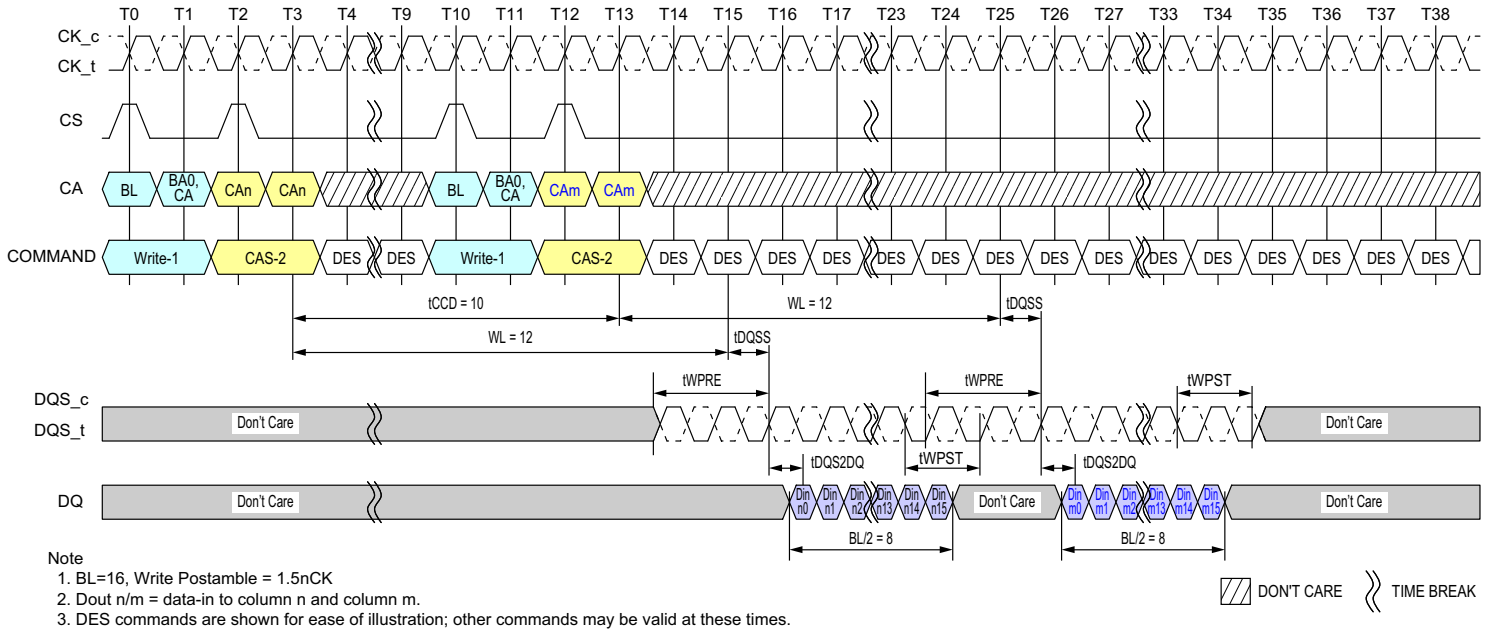 T0 T1 T2 T3 T4 T9 T10 T11 T12 T13 T14 T15 T16 T17 T23 T24 T25 T26 T27 T33 T34 T35 T36 T37 T38
CK_c
CK_t
CS
CA BL BA0, CA CAn CAn BL BA0, CA CAm CAm
COMMAND Write-1 CAS-2 DES DES Write-1 CAS-2 DES DES DES DES DES DES DES DES DES DES DES DES DES DES DES
tCCD = 10 WL = 12 tDQSS
WL = 12 tDQSS
tWPRE tWPRE tWPST
DQS_c
DQS_t Don't Care Don't Care
tDQS2DQ tWPST tDQS2DQ
DQ Don't Care Din n0 Din n1 Din n2 Din n13 Din n14 Din n15 Don't Care Din m0 Din m1 Din m2 Din m13 Din m14 Din m15 Don't Care
BL/2 = 8 BL/2 = 8
Note
1. BL=16, Write Postamble = 1.5nCK
2. Dout n/m = data-in to column n and column m.
3. DES commands are shown for ease of illustration; other commands may be valid at these times.
DON'T CARE TIME BREAK